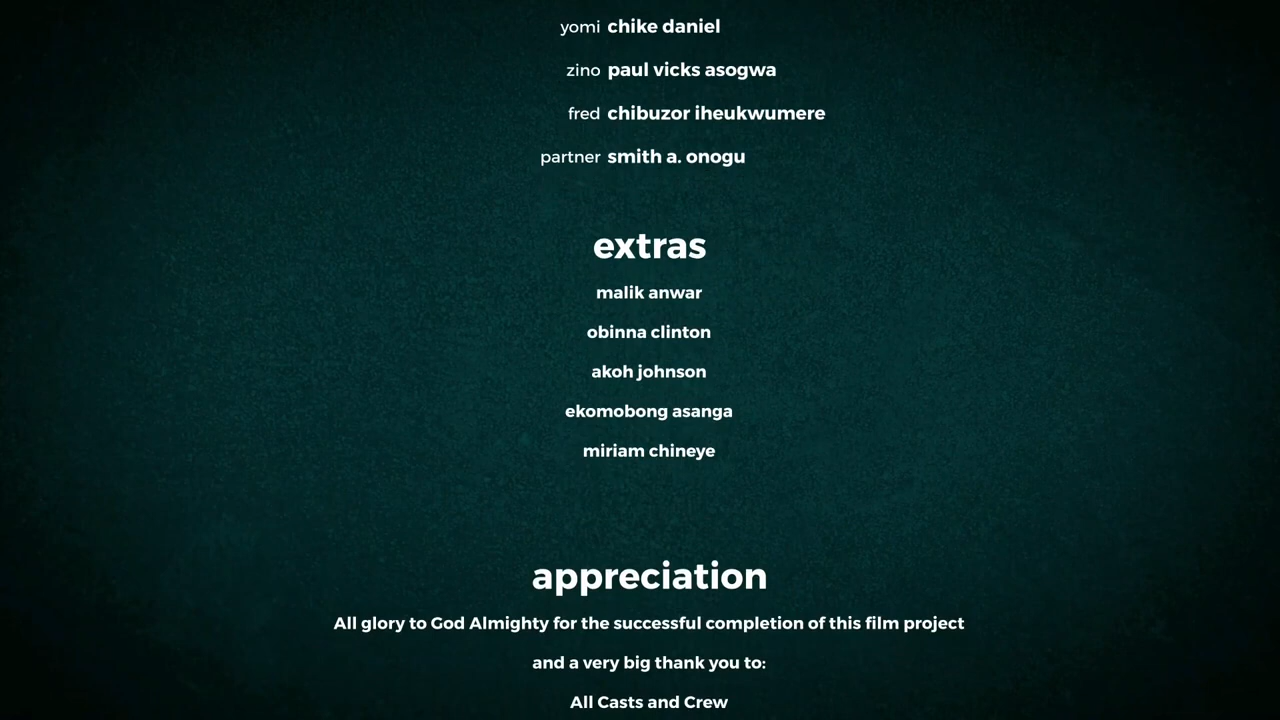 yomi chike daniel
zino paul vicks asogwa
fred chibuzor iheukwumere
partner smith a. onogu
extras
malik anwar
obinna clinton
akoh johnson
ekomobong asanga
miriam chineye
appreciation
All glory to God Almighty for the successful completion of this film project
and a very big thank you to:
All Casts and Crew